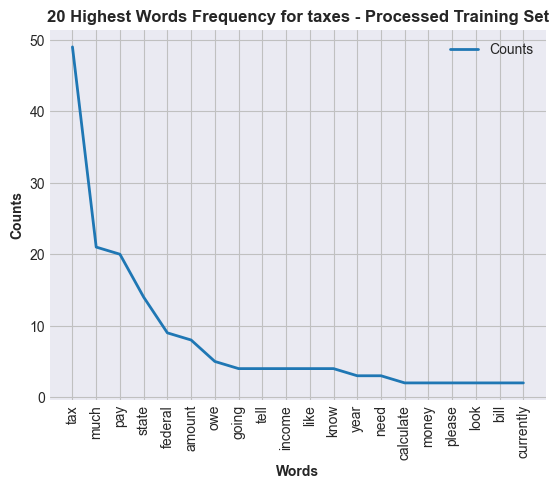 20 Highest Words Frequency for taxes - Processed Training Set
Counts
50
40
30
20
10
0
Counts
tax
much
pay
state
federal
amount
owe
going
tell
income
like
know
year
need
calculate
money
please
look
bill
currently
Words